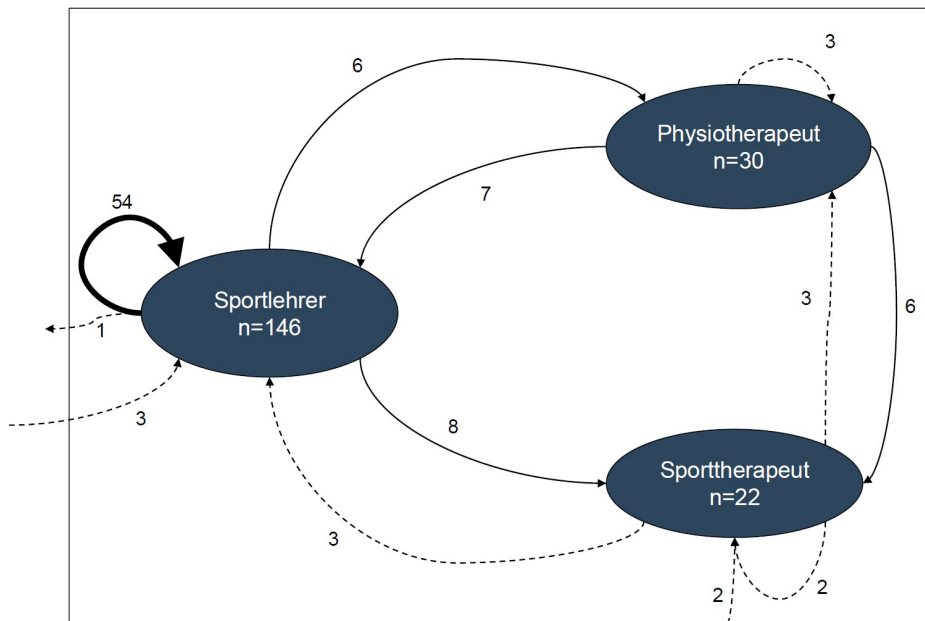 6
3
Physiotherapeut
n=30
7
54
Sportlehrer
n=146
1
3
3
6
8
Sporttherapeut
n=22
3
2
2